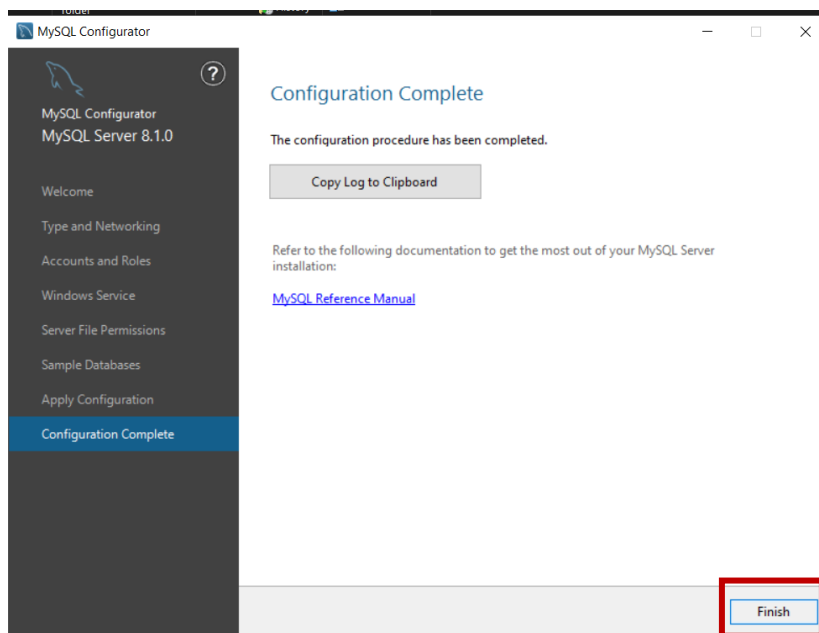 MySQL Configurator
?
MySQL Configurator
MySQL Server 8.1.0
Welcome
Type and Networking
Accounts and Roles
Windows Service
Server File Permissions
Sample Databases
Apply Configuration
Configuration Complete
Configuration Complete
The configuration procedure has been completed.
Copy Log to Clipboard
Refer to the following documentation to get the most out of your MySQL Server
installation:
MySQL Reference Manual
Finish